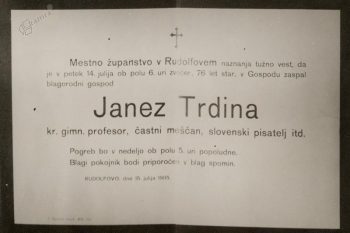 Mestno županstvo v Rudolfovem naznanja tužno vest, da
je v petek 14. julija ob polu 6. uri zvečer, 76 let star, v Gospodu zaspal
blagorodni gospod
Janez Trdina
kr. gimn. profesor, častni meščan, slovenski pisatelj itd.
Pogreb bo v nedeljo ob polu 5. uri popoludne.
Blagi pokojnik bodi priporočen v blag spomin.
RUDOLFOVO, dne 15. julija 1905.